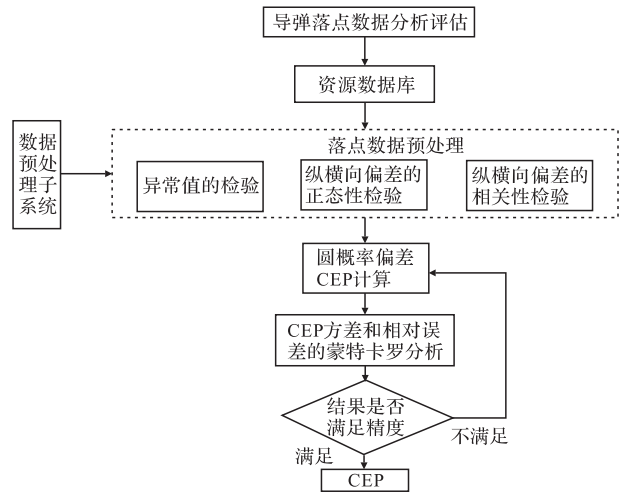 导弹落点数据分析评估
资源数据库
数据
预处
理子
系统
落点数据预处理
异常值的检验
纵横向偏差的
正态性检验
纵横向偏差的
相关性检验
圆概率偏差
CEP计算
CEP方差和相对误
差的蒙特卡罗分析
结果是否
满足精度
不满足
满足
CEP